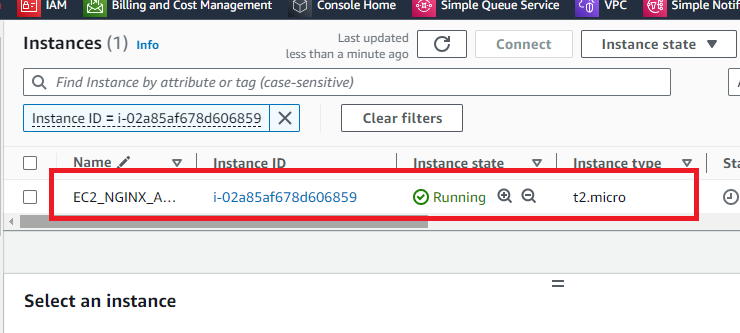 IAM Billing and Cost Management Console Home Simple Queue Service VPC Simple Notif
Instances (1) Info
Last updated
less than a minute ago
Connect
Instance state
Find Instance by attribute or tag (case-sensitive)
Instance ID = i-02a85af678d606859
Clear filters
Name Instance ID Instance state Instance type Sta
EC2_NGINX_A... i-02a85af678d606859 Running t2.micro
Select an instance